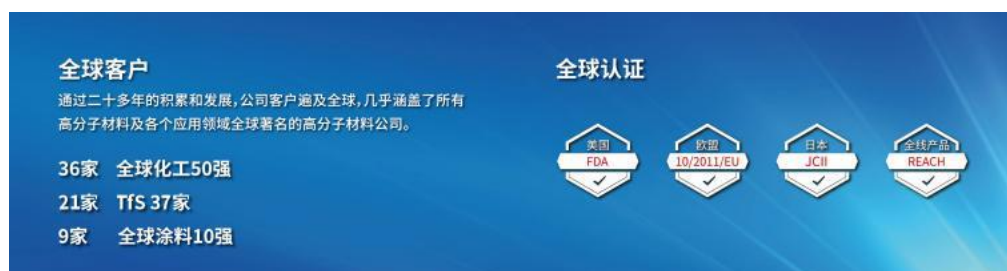 全球客户
通过二十多年的积累和发展,公司客户遍及全球,几乎涵盖了所有
高分子材料及各个应用领域全球著名的高分子材料公司。
36家 全球化工50强
21家 TfS 37家
9家 全球涂料10强
全球认证
美国
FDA
欧盟
10/2011/EU
日本
JCII
全线产品
REACH